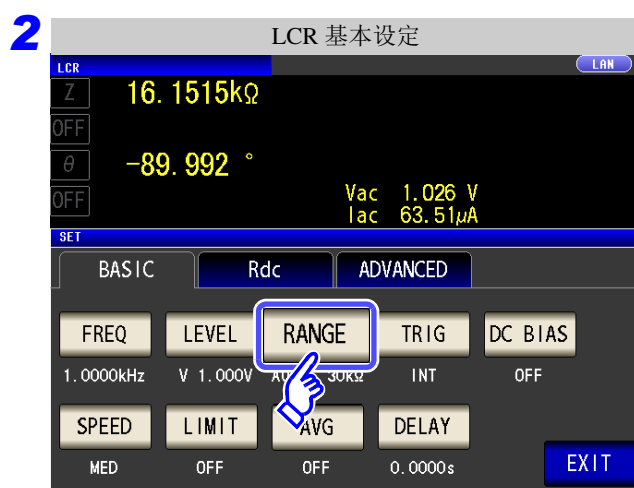 2
LCR 基本设定
LCR LAN
Z 16.1515kΩ
OFF
θ -89.992 °
OFF
Vac 1.026 V
Iac 63.51μA
SET
BASIC Rdc ADVANCED
FREQ LEVEL RANGE TRIG DC BIAS
1.0000kHz V 1.000V 30kΩ INT OFF
SPEED LIMIT AVG DELAY
MED OFF OFF 0.0000s
EXIT